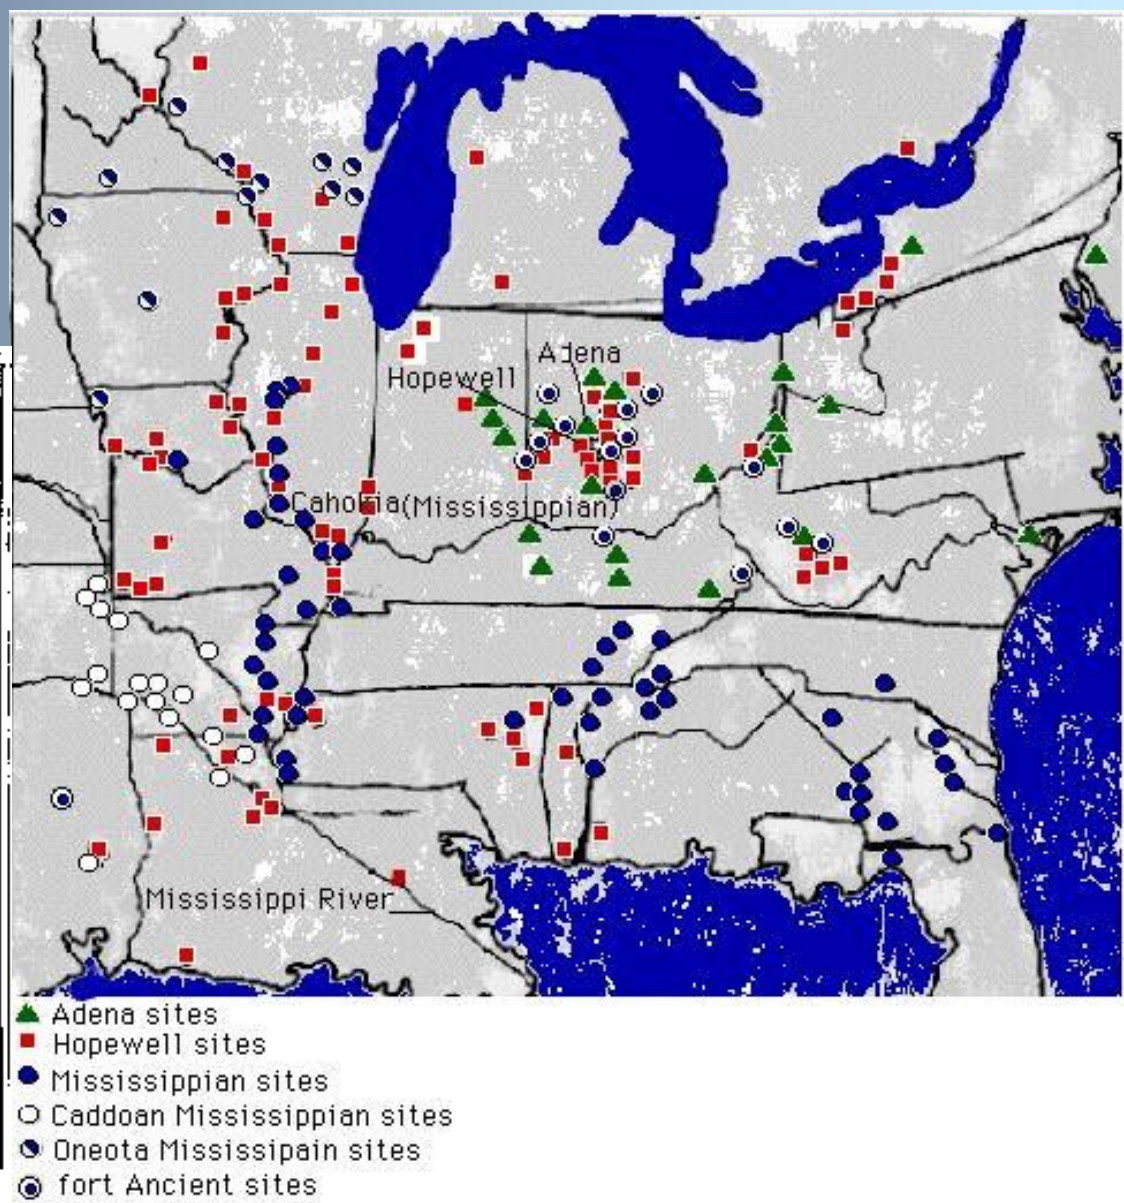 Adena
Hopewell
Cahokia(Mississippian)
Mississippi River
Adena sites
Hopewell sites
Mississippian sites
Caddoan Mississippian sites
Oneota Mississipain sites
fort Ancient sites